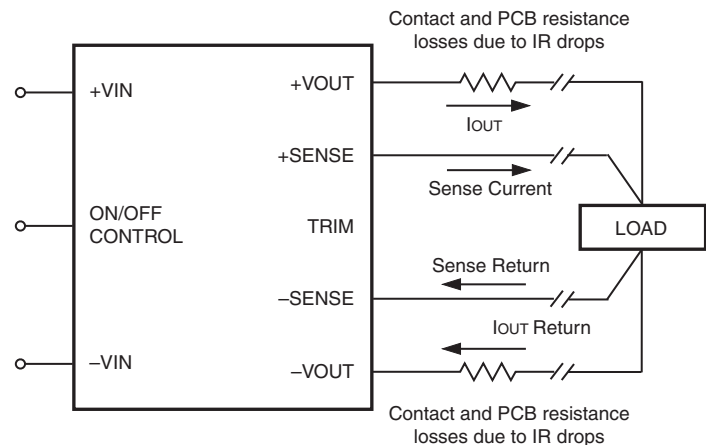 Contact and PCB resistance
losses due to IR drops
+VIN
+VOUT
IOUT
+SENSE
Sense Current
ON/OFF
CONTROL
TRIM
LOAD
Sense Return
–SENSE
IOUT Return
–VIN
–VOUT
Contact and PCB resistance
losses due to IR drops